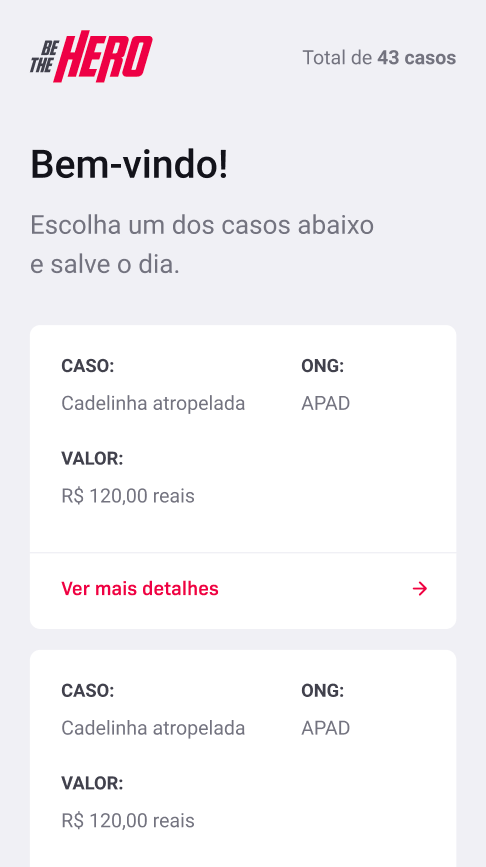 BE
THE
HERO
Total de 43 casos
Bem-vindo!
Escolha um dos casos abaixo
e salve o dia.
CASO:
ONG:
Cadelinha atropelada
APAD
VALOR:
R$ 120,00 reais
Ver mais detalhes
CASO:
ONG:
Cadelinha atropelada
APAD
VALOR:
R$ 120,00 reais